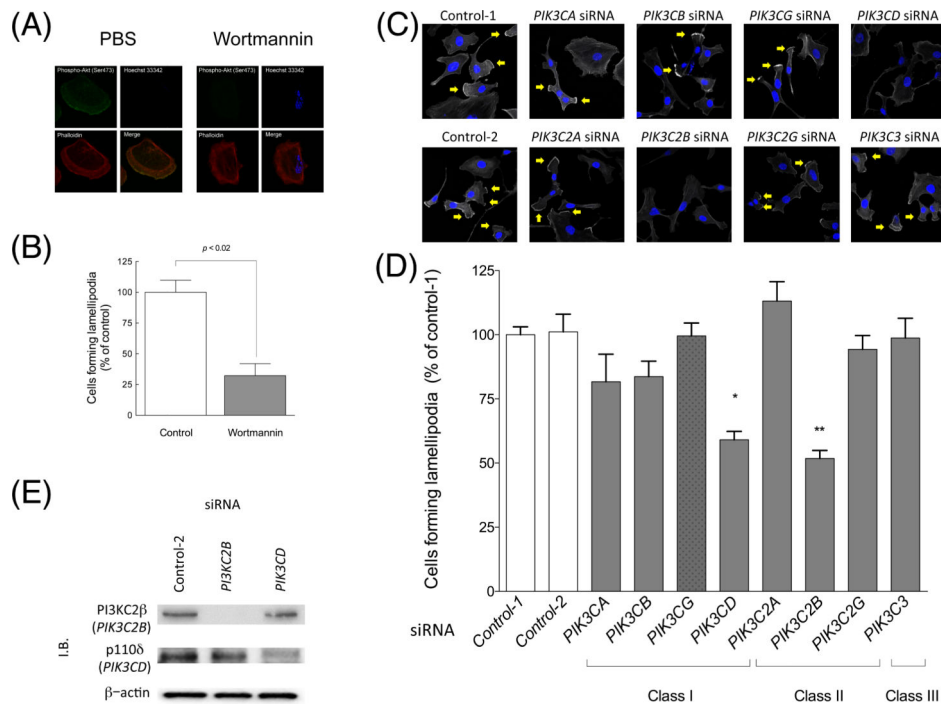 (A)
PBS
Wortmannin
Phospho-Akt (Ser473)
Hoechst 33342
Phospho-Akt (Ser473)
Hoechst 33342
Phalloidin
Merge
Phalloidin
Merge
(B)
p < 0.02
Cells forming lamellipodia
(% of control)
125
100
75
50
25
0
Control
Wortmannin
(C)
Control-1
PIK3CA siRNA
PIK3CB siRNA
PIK3CG siRNA
PIK3CD siRNA
Control-2
PIK3C2A siRNA
PIK3C2B siRNA
PIK3C2G siRNA
PIK3C3 siRNA
(D)
Cells forming lamellipodia (% of control-1)
125
100
75
50
25
0
*
**
siRNA
Control-1
Control-2
PIK3CA
PIK3CB
PIK3CG
PIK3CD
PIK3C2A
PIK3C2B
PIK3C2G
PIK3C3
Class I
Class II
Class III
(E)
siRNA
Control-2
PI3KC2B
PIK3CD
I.B.
PI3KC2β
(PIK3C2B)
p110δ
(PIK3CD)
β−actin